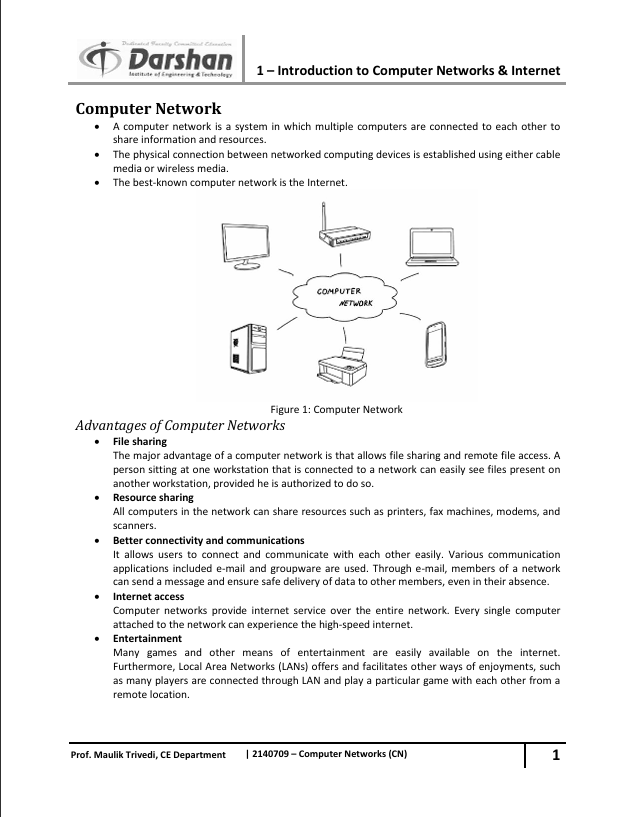 Dedicated Faculty Committed Education
Darshan
Institute of Engineering & Technology
1 – Introduction to Computer Networks & Internet
Computer Network
• A computer network is a system in which multiple computers are connected to each other to
share information and resources.
• The physical connection between networked computing devices is established using either cable
media or wireless media.
• The best-known computer network is the Internet.
COMPUTER
NETWORK
Figure 1: Computer Network
Advantages of Computer Networks
• File sharing
The major advantage of a computer network is that allows file sharing and remote file access. A
person sitting at one workstation that is connected to a network can easily see files present on
another workstation, provided he is authorized to do so.
• Resource sharing
All computers in the network can share resources such as printers, fax machines, modems, and
scanners.
• Better connectivity and communications
It allows users to connect and communicate with each other easily. Various communication
applications included e-mail and groupware are used. Through e-mail, members of a network
can send a message and ensure safe delivery of data to other members, even in their absence.
• Internet access
Computer networks provide internet service over the entire network. Every single computer
attached to the network can experience the high-speed internet.
• Entertainment
Many games and other means of entertainment are easily available on the internet.
Furthermore, Local Area Networks (LANs) offers and facilitates other ways of enjoyments, such
as many players are connected through LAN and play a particular game with each other from a
remote location.
Prof. Maulik Trivedi, CE Department | 2140709 – Computer Networks (CN) 1